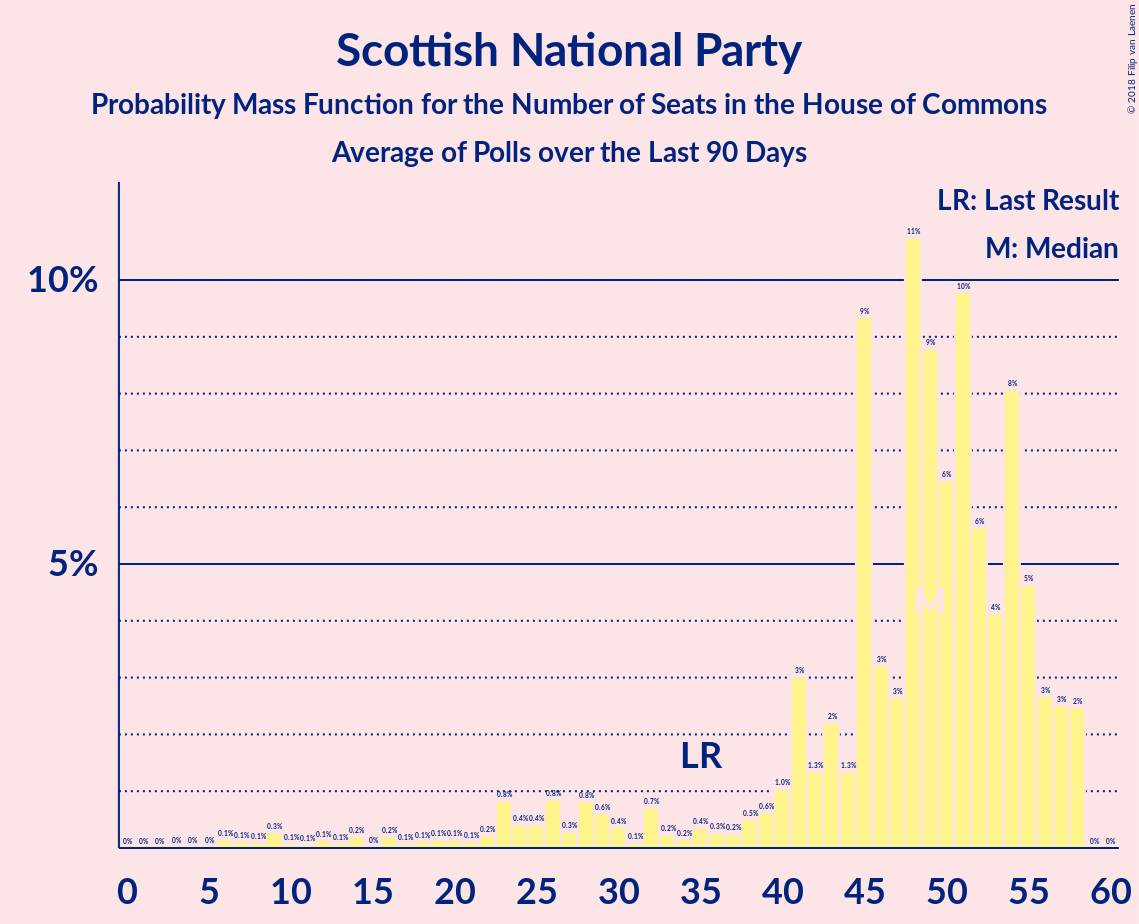 Scottish National Party
Probability Mass Function for the Number of Seats in the House of Commons
Average of Polls over the Last 90 Days
© 2018 Filip van Laenen
LR: Last Result
M: Median
10%
5%
0% 0% 0% 0% 0% 0% 0.1% 0.1% 0.1% 0.3% 0.1% 0.1% 0.1% 0.1% 0.2% 0% 0.2% 0.1% 0.1% 0.1% 0.1% 0.1% 0.2% 0.8% 0.4% 0.4% 0.8% 0.3% 0.8% 0.6% 0.4% 0.1% 0.7% 0.2% 0.2% 0.4% 0.3% 0.2% 0.5% 0.6% 1.0% 3% 1.3% 2% 1.3% 9% 3% 3% 11% 9% 6% 10% 6% 4% 8% 5% 3% 3% 2% 0% 0%
LR
M
0 5 10 15 20 25 30 35 40 45 50 55 60